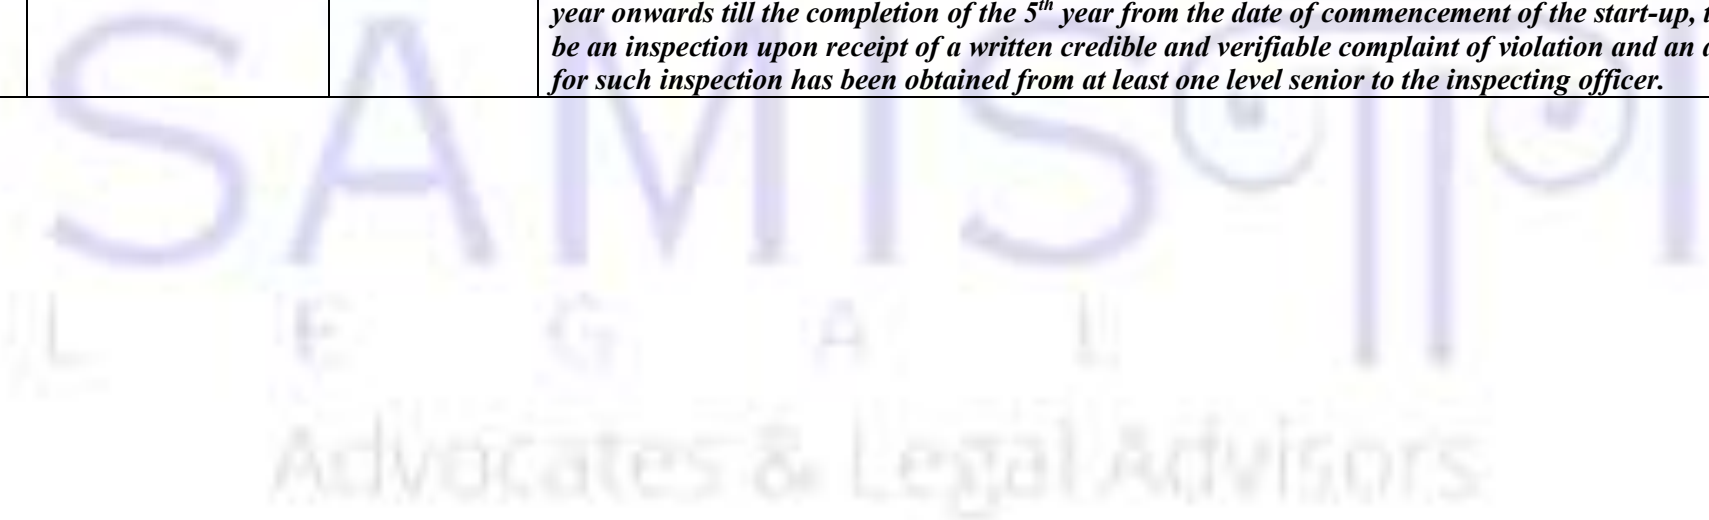 year onwards till the completion of the 5th year from the date of commencement of the start-up,
be an inspection upon receipt of a written credible and verifiable complaint of violation and an
for such inspection has been obtained from at least one level senior to the inspecting officer.
L E G A L
Advocates & Legal Advisors